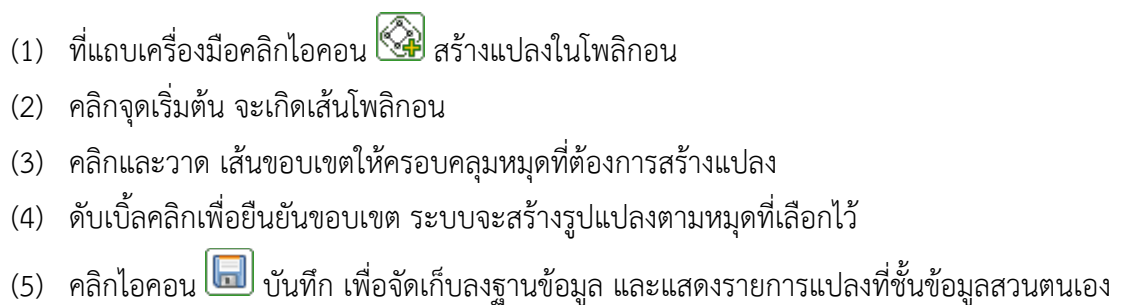 (1) ที่แถบเครื่องมือคลิกไอคอน สร้างแปลงในโพลิกอน
(2) คลิกจุดเริ่มต้น จะเกิดเส้นโพลิกอน
(3) คลิกและวาด เส้นขอบเขตให้ครอบคลุมหมุดที่ต้องการสร้างแปลง
(4) ดับเบิ้ลคลิกเพื่อยืนยันขอบเขต ระบบจะสร้างรูปแปลงตามหมุดที่เลือกไว้
(5) คลิกไอคอน บันทึก เพื่อจัดเก็บลงฐานข้อมูล และแสดงรายการแปลงที่ชั้นข้อมูลสวนตนเอง